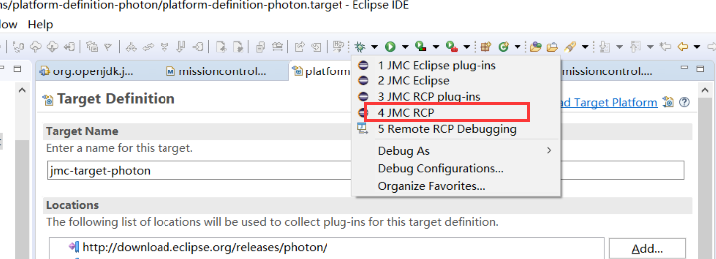 ns/platform-definition-photon/platform-definition-photon.target - Eclipse IDE
low Help
org.openjdk.j...
missioncontrol...
platform
missioncontrol...
1 JMC Eclipse plug-ins
2 JMC Eclipse
3 JMC RCP plug-ins
4 JMC RCP
5 Remote RCP Debugging
Debug As
Debug Configurations...
Organize Favorites...
Target Definition
ad Target Platform
Target Name
Enter a name for this target.
jmc-target-photon
Locations
The following list of locations will be used to collect plug-ins for this target definition.
http://download.eclipse.org/releases/photon/
Add...